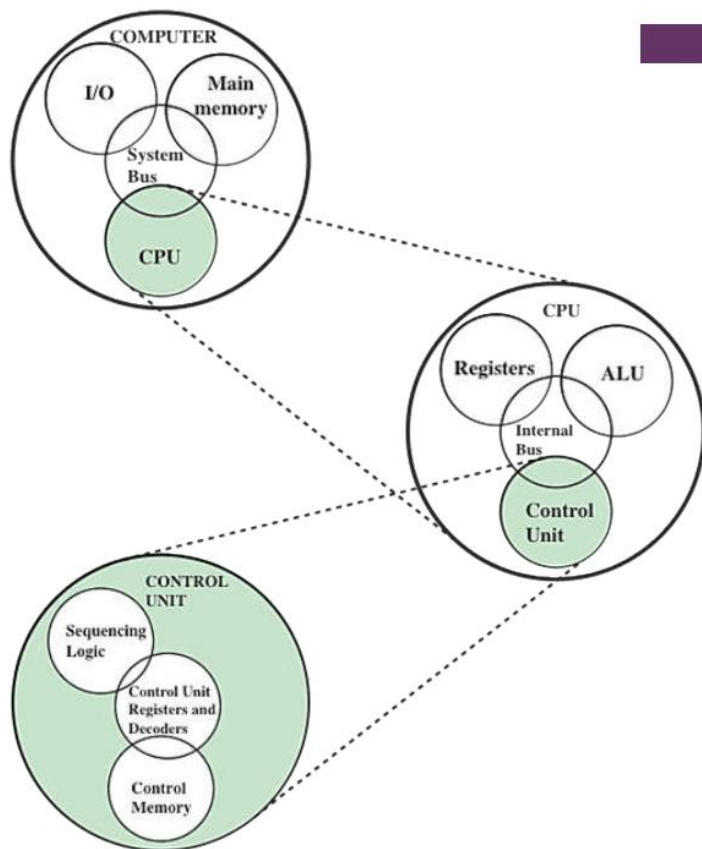 COMPUTER
I/O
Main
memory
System
Bus
CPU
CPU
Registers
ALU
Internal
Bus
Control
Unit
CONTROL
UNIT
Sequencing
Logic
Control Unit
Registers and
Decoders
Control
Memory